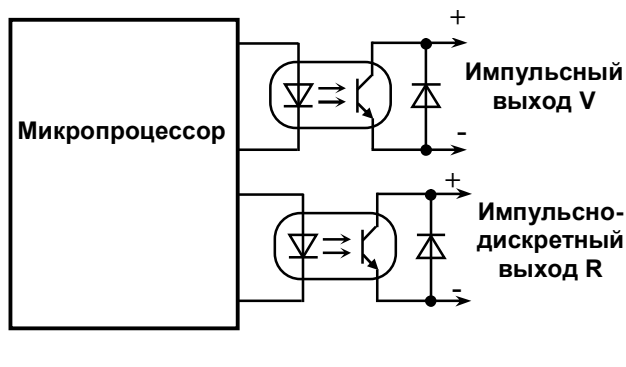 Микропроцессор
+
Импульсный
выход V
-
+
Импульсно-
дискретный
выход R
-